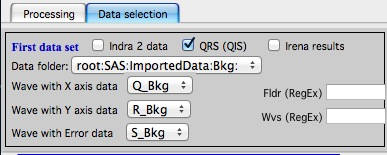 Processing Data selection
First data set Indra 2 data QRS (QIS) Irena results
Data folder: root:SAS:ImportedData:Bkg:
Wave with X axis data Q_Bkg Fldr (RegEx)
Wave with Y axis data R_Bkg Wvs (RegEx)
Wave with Error data S_Bkg